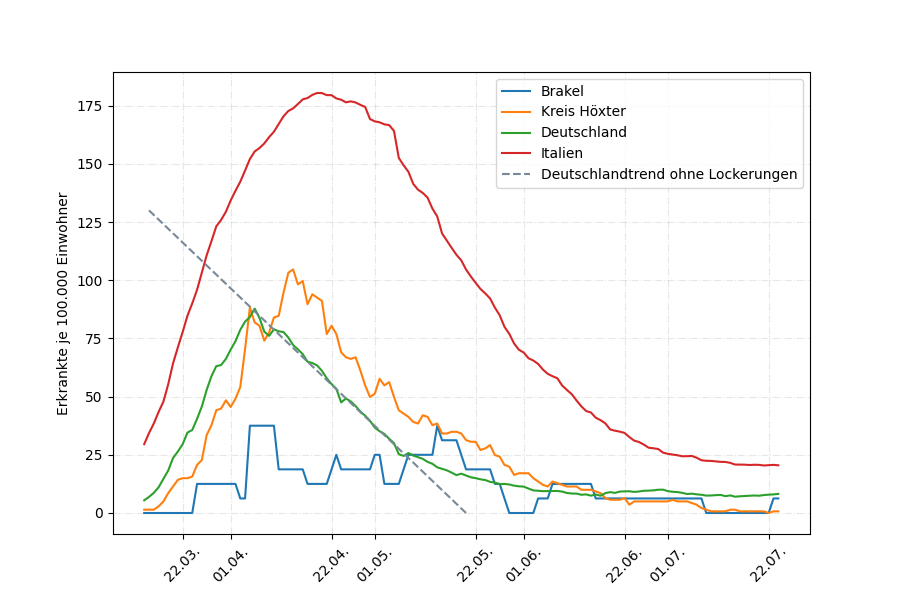 Erkrankte je 100.000 Einwohner
175
150
125
100
75
50
25
0
Brakel
Kreis Höxter
Deutschland
Italien
Deutschlandtrend ohne Lockerungen
22.03.
01.04.
22.04.
01.05.
22.05.
01.06.
22.06.
01.07.
22.07.